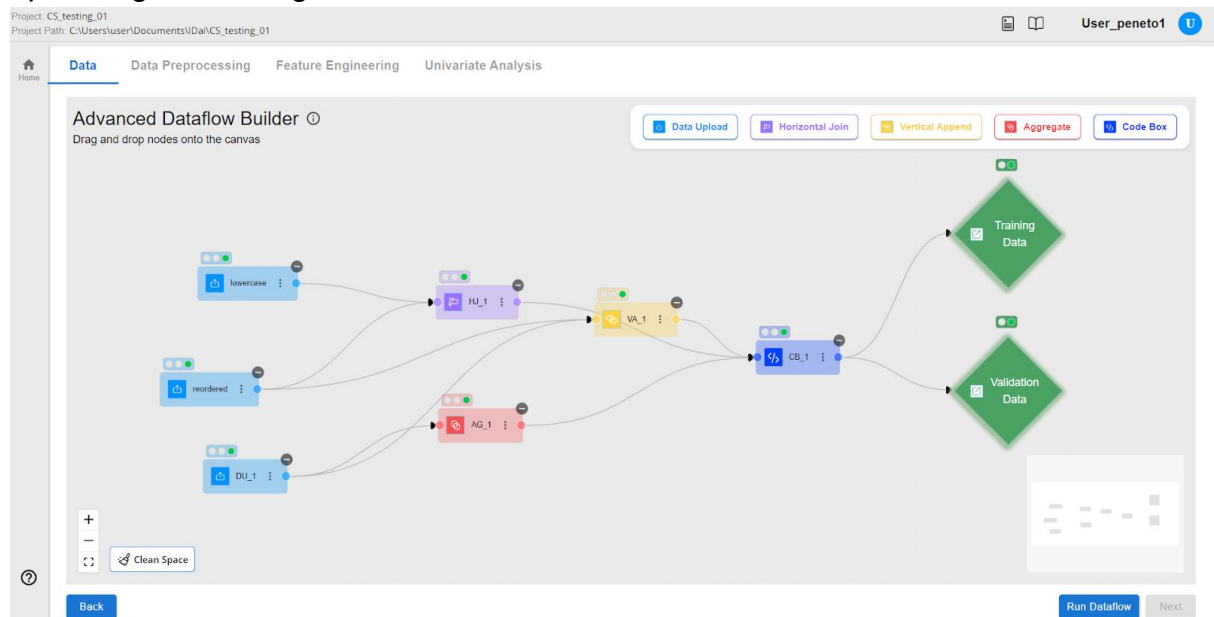 Project: CS_testing_01
Project Path: C:\Users\user\Documents\IDai\CS_testing_01
User_peneto1
U
Home
Data
Data Preprocessing
Feature Engineering
Univariate Analysis
Advanced Dataflow Builder
Drag and drop nodes onto the canvas
Data Upload
Horizontal Join
Vertical Append
Aggregate
Code Box
Training
Data
lowercase
HJ_1
VA_1
CB_1
reordered
Validation
Data
AG_1
DU_1
Clean Space
Back
Run Dataflow
Next